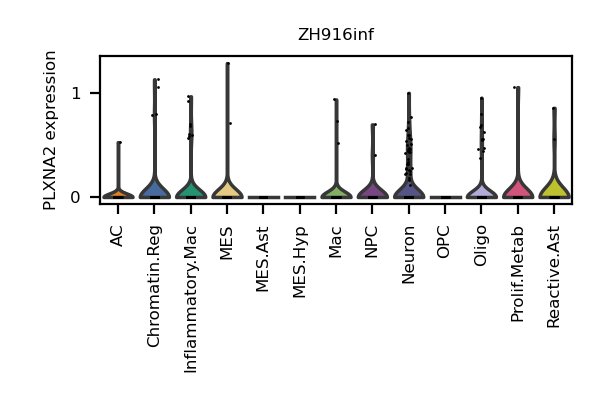 ZH916inf
PLXNA2 expression
1
0
AC
Chromatin.Reg
Inflammatory.Mac
MES
MES.Ast
MES.Hyp
Mac
NPC
Neuron
OPC
Oligo
Prolif.Metab
Reactive.Ast